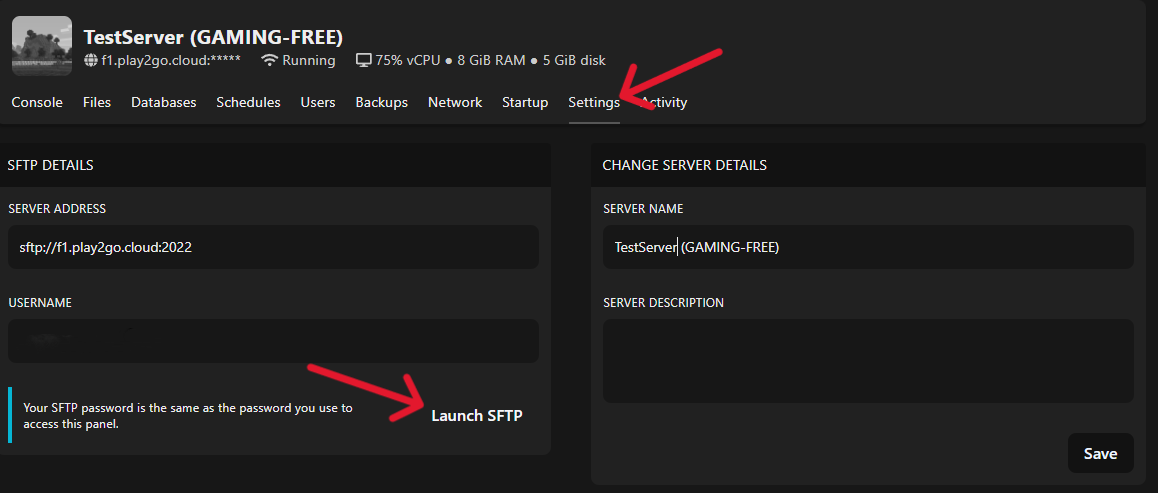 TestServer (GAMING-FREE)
f1.play2go.cloud:***** Running 75% vCPU ● 8 GiB RAM ● 5 GiB disk
Console Files Databases Schedules Users Backups Network Startup Settings Activity
SFTP DETAILS
SERVER ADDRESS
sftp://f1.play2go.cloud:2022
USERNAME
Your SFTP password is the same as the password you use to
access this panel.
Launch SFTP
CHANGE SERVER DETAILS
SERVER NAME
TestServer (GAMING-FREE)
SERVER DESCRIPTION
Save